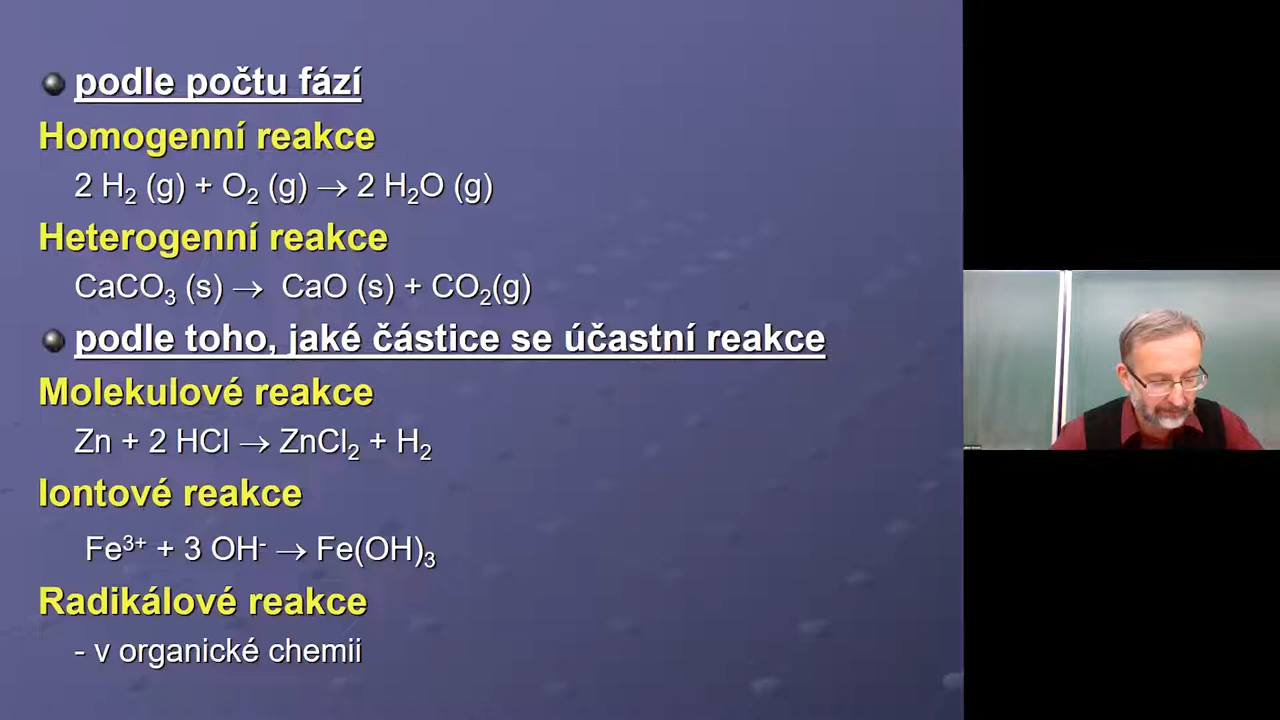 podle počtu fází
Homogenní reakce
2 H₂ (g) + O₂ (g) → 2 H₂O (g)
Heterogenní reakce
CaCO₃ (s) → CaO (s) + CO₂(g)
podle toho, jaké částice se účastní reakce
Molekulové reakce
Zn + 2 HCl → ZnCl₂ + H₂
Iontové reakce
Fe³⁺ + 3 OH⁻ → Fe(OH)₃
Radikálové reakce
- v organické chemii